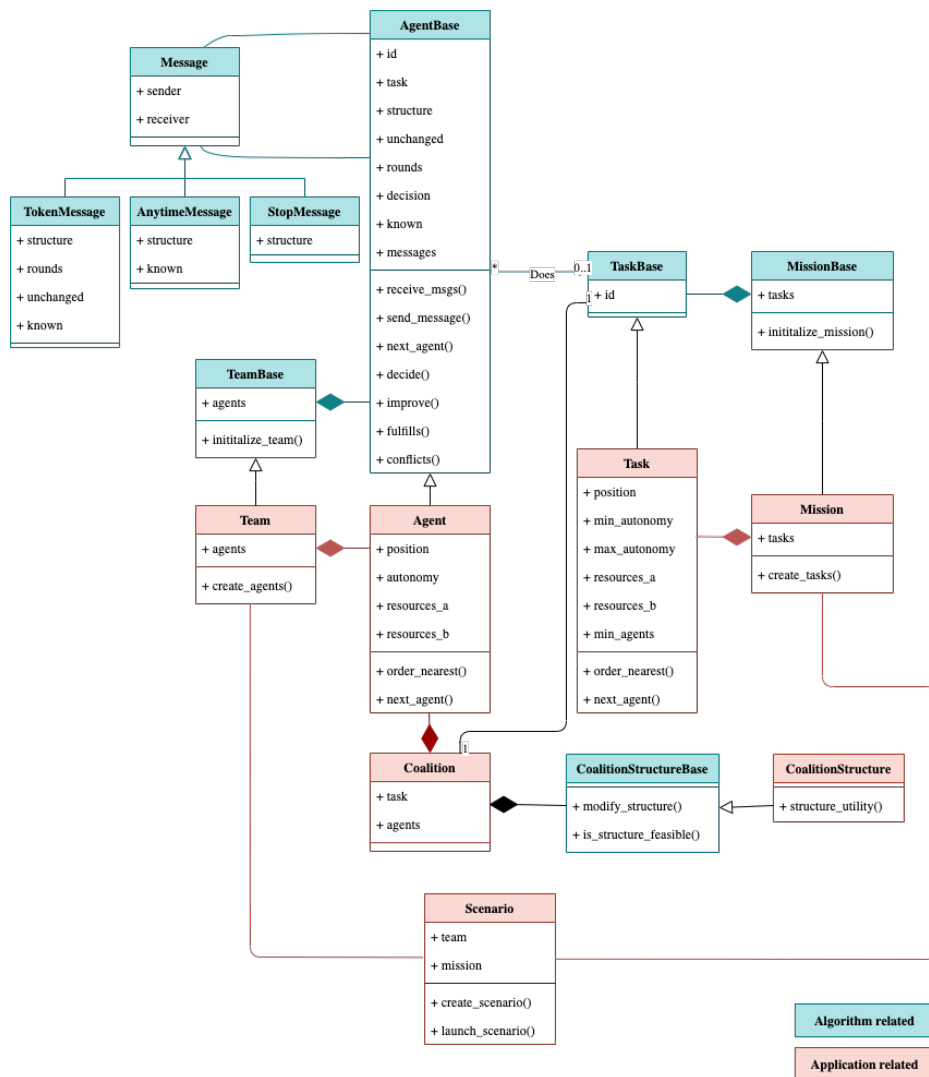 AgentBase
+ id
+ task
+ structure
+ unchanged
+ rounds
+ decision
+ known
+ messages
+ receive_msgs()
+ send_message()
+ next_agent()
+ decide()
+ improve()
+ fulfills()
+ conflicts()
Message
+ sender
+ receiver
TokenMessage
+ structure
+ rounds
+ unchanged
+ known
AnytimeMessage
+ structure
+ known
StopMessage
+ structure
*
Does
0..1
TaskBase
+ id
1
MissionBase
+ tasks
+ inititalize_mission()
TeamBase
+ agents
+ inititalize_team()
Team
+ agents
+ create_agents()
Agent
+ position
+ autonomy
+ resources_a
+ resources_b
+ order_nearest()
+ next_agent()
Task
+ position
+ min_autonomy
+ max_autonomy
+ resources_a
+ resources_b
+ min_agents
+ order_nearest()
+ next_agent()
Mission
+ tasks
+ create_tasks()
1
Coalition
+ task
+ agents
CoalitionStructureBase
+ modify_structure()
+ is_structure_feasible()
CoalitionStructure
+ structure_utility()
Scenario
+ team
+ mission
+ create_scenario()
+ launch_scenario()
Algorithm related
Application related